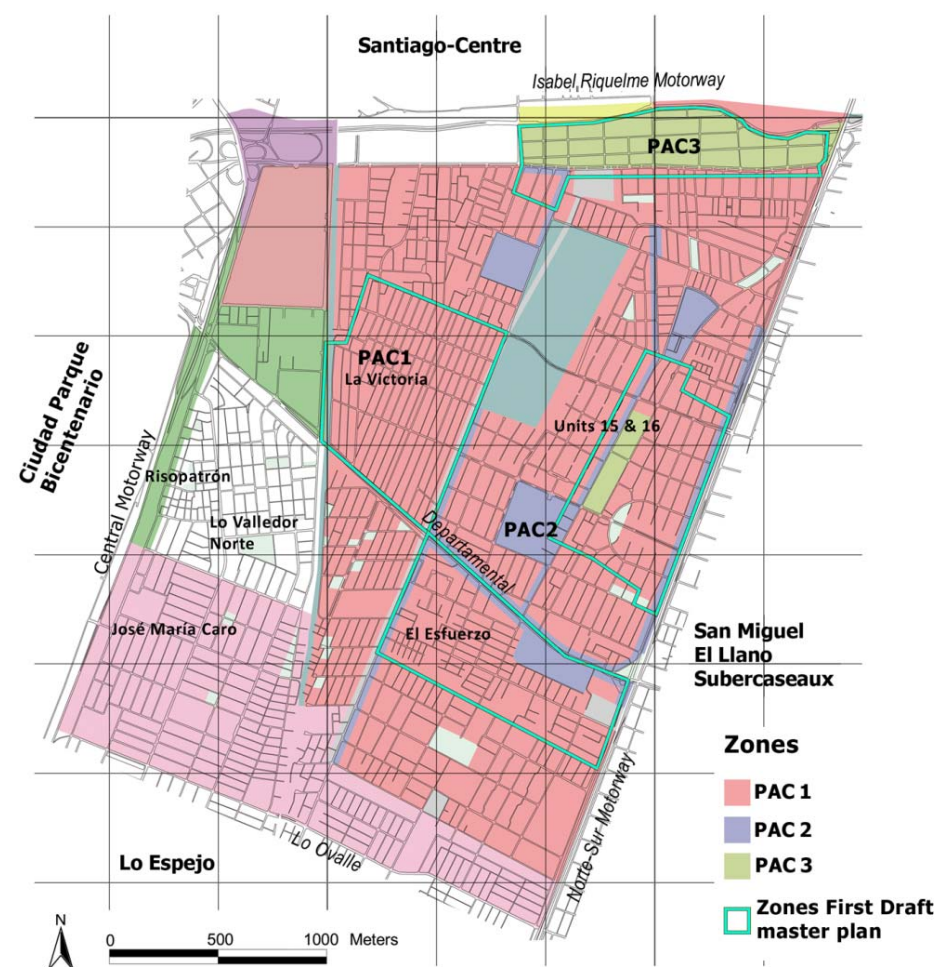 Santiago-Centre
Isabel Riquelme Motorway
PAC3
PAC1
La Victoria
Ciudad Parque
Bicentenario
Units 15 & 16
Central Motorway
Risopatrón
Lo Valledor
Norte
Departamental
PAC2
José María Caro
El Esfuerzo
San Miguel
El Llano
Subercaseaux
Zones
PAC 1
PAC 2
PAC 3
Zones First Draft
master plan
Norte-Sur Motorway
Lo Ovalle
Lo Espejo
N
0 500 1000 Meters